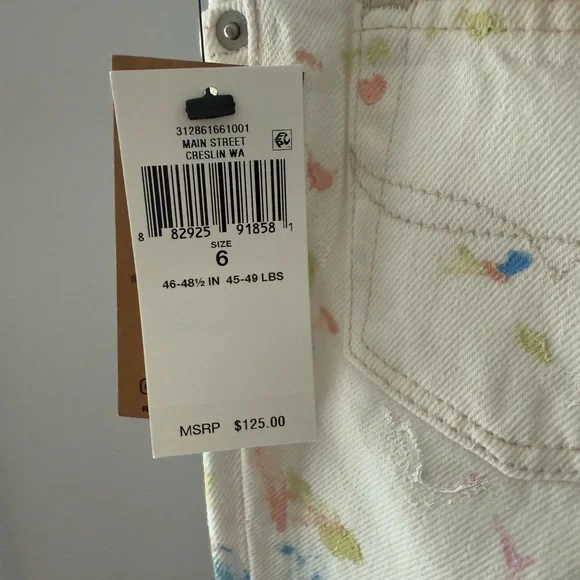 312861661001
MAIN STREET
CRESLIN WA
8 82925 91858 1
SIZE
6
46-48½ IN 45-49 LBS
MSRP $125.00